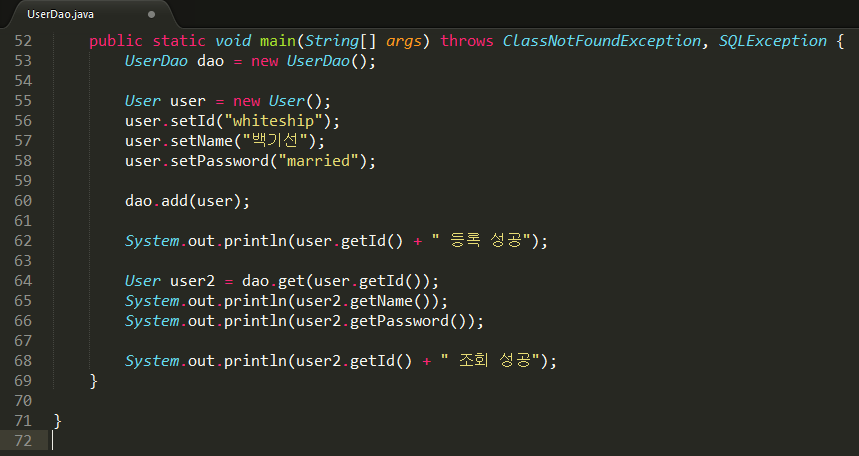 UserDao.java
52 public static void main(String[] args) throws ClassNotFoundException, SQLException {
53 UserDao dao = new UserDao();
54
55 User user = new User();
56 user.setId("whiteship");
57 user.setName("백기선");
58 user.setPassword("married");
59
60 dao.add(user);
61
62 System.out.println(user.getId() + " 등록 성공");
63
64 User user2 = dao.get(user.getId());
65 System.out.println(user2.getName());
66 System.out.println(user2.getPassword());
67
68 System.out.println(user2.getId() + " 조회 성공");
69 }
70
71 }
72